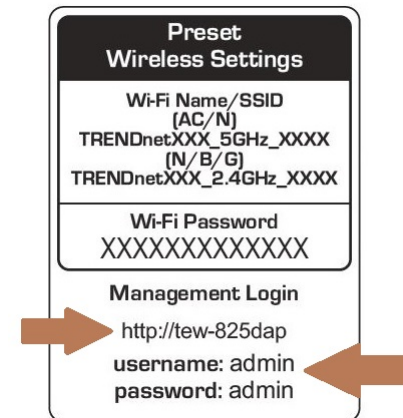 Preset
Wireless Settings
Wi-Fi Name/SSID
(AC/N)
TRENDnetXXX_5GHz_XXXX
(N/B/G)
TRENDnetXXX_2.4GHz_XXXX
Wi-Fi Password
XXXXXXXXXXXXX
Management Login
http://tew-825dap
username: admin
password: admin